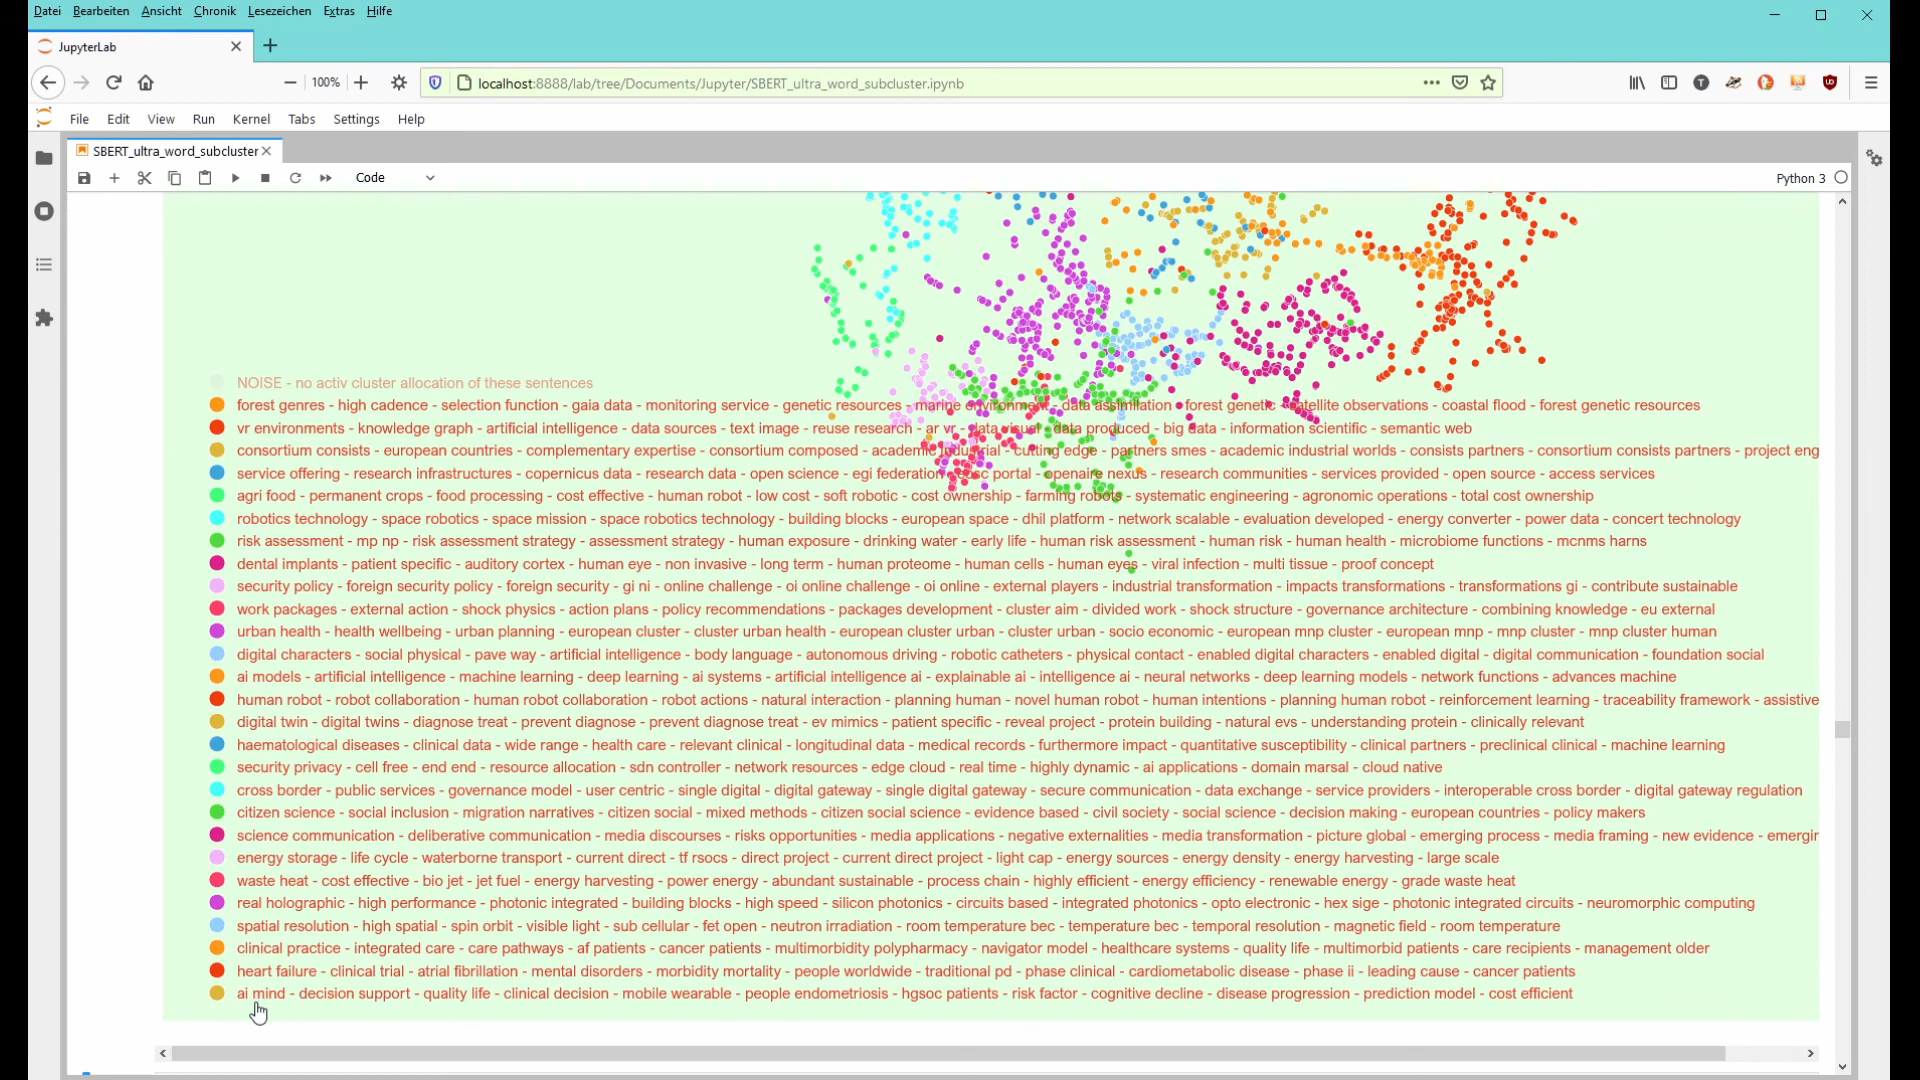 Datei Bearbeiten Ansicht Chronik Lesezeichen Extras Hilfe
JupyterLab
100%
localhost:8888/lab/tree/Documents/Jupyter/SBERT_ultra_word_subcluster.ipynb
File Edit View Run Kernel Tabs Settings Help
SBERT_ultra_word_subcluster
Code
Python 3
NOISE - no activ cluster allocation of these sentences
forest genres - high cadence - selection function - gaia data - monitoring service - genetic resources - marine environment - data assimilation - forest genetic - satellite observations - coastal flood - forest genetic resources
vr environments - knowledge graph - artificial intelligence - data sources - text image - reuse research - ar vr - data visual - data produced - big data - information scientific - semantic web
consortium consists - european countries - complementary expertise - consortium composed - academic industrial - cutting edge - partners smes - academic industrial worlds - consists partners - consortium consists partners - project eng
service offering - research infrastructures - copernicus data - research data - open science - egi federation - eosc portal - openaire nexus - research communities - services provided - open source - access services
agri food - permanent crops - food processing - cost effective - human robot - low cost - soft robotic - cost ownership - farming robots - systematic engineering - agronomic operations - total cost ownership
robotics technology - space robotics - space mission - space robotics technology - building blocks - european space - dhil platform - network scalable - evaluation developed - energy converter - power data - concert technology
risk assessment - mp np - risk assessment strategy - assessment strategy - human exposure - drinking water - early life - human risk assessment - human risk - human health - microbiome functions - mcnms harns
dental implants - patient specific - auditory cortex - human eye - non invasive - long term - human proteome - human cells - human eyes - viral infection - multi tissue - proof concept
security policy - foreign security policy - foreign security - gi ni - online challenge - oi online challenge - oi online - external players - industrial transformation - impacts transformations - transformations gi - contribute sustainable
work packages - external action - shock physics - action plans - policy recommendations - packages development - cluster aim - divided work - shock structure - governance architecture - combining knowledge - eu external
urban health - health wellbeing - urban planning - european cluster - cluster urban health - european cluster urban - cluster urban - socio economic - european mnp cluster - european mnp - mnp cluster - mnp cluster human
digital characters - social physical - pave way - artificial intelligence - body language - autonomous driving - robotic catheters - physical contact - enabled digital characters - enabled digital - digital communication - foundation social
ai models - artificial intelligence - machine learning - deep learning - ai systems - artificial intelligence ai - explainable ai - intelligence ai - neural networks - deep learning models - network functions - advances machine
human robot - robot collaboration - human robot collaboration - robot actions - natural interaction - planning human - novel human robot - human intentions - planning human robot - reinforcement learning - traceability framework - assistive
digital twin - digital twins - diagnose treat - prevent diagnose - prevent diagnose treat - ev mimics - patient specific - reveal project - protein building - natural evs - understanding protein - clinically relevant
haematological diseases - clinical data - wide range - health care - relevant clinical - longitudinal data - medical records - furthermore impact - quantitative susceptibility - clinical partners - preclinical clinical - machine learning
security privacy - cell free - end end - resource allocation - sdn controller - network resources - edge cloud - real time - highly dynamic - ai applications - domain marsal - cloud native
cross border - public services - governance model - user centric - single digital - digital gateway - single digital gateway - secure communication - data exchange - service providers - interoperable cross border - digital gateway regulation
citizen science - social inclusion - migration narratives - citizen social - mixed methods - citizen social science - evidence based - civil society - social science - decision making - european countries - policy makers
science communication - deliberative communication - media discourses - risks opportunities - media applications - negative externalities - media transformation - picture global - emerging process - media framing - new evidence - emergin
energy storage - life cycle - waterborne transport - current direct - tf rsocs - direct project - current direct project - light cap - energy sources - energy density - energy harvesting - large scale
waste heat - cost effective - bio jet - jet fuel - energy harvesting - power energy - abundant sustainable - process chain - highly efficient - energy efficiency - renewable energy - grade waste heat
real holographic - high performance - photonic integrated - building blocks - high speed - silicon photonics - circuits based - integrated photonics - opto electronic - hex sige - photonic integrated circuits - neuromorphic computing
spatial resolution - high spatial - spin orbit - visible light - sub cellular - fet open - neutron irradiation - room temperature bec - temperature bec - temporal resolution - magnetic field - room temperature
clinical practice - integrated care - care pathways - af patients - cancer patients - multimorbidity polypharmacy - navigator model - healthcare systems - quality life - multimorbid patients - care recipients - management older
heart failure - clinical trial - atrial fibrillation - mental disorders - morbidity mortality - people worldwide - traditional pd - phase clinical - cardiometabolic disease - phase ii - leading cause - cancer patients
ai mind - decision support - quality life - clinical decision - mobile wearable - people endometriosis - hgsoc patients - risk factor - cognitive decline - disease progression - prediction model - cost efficient